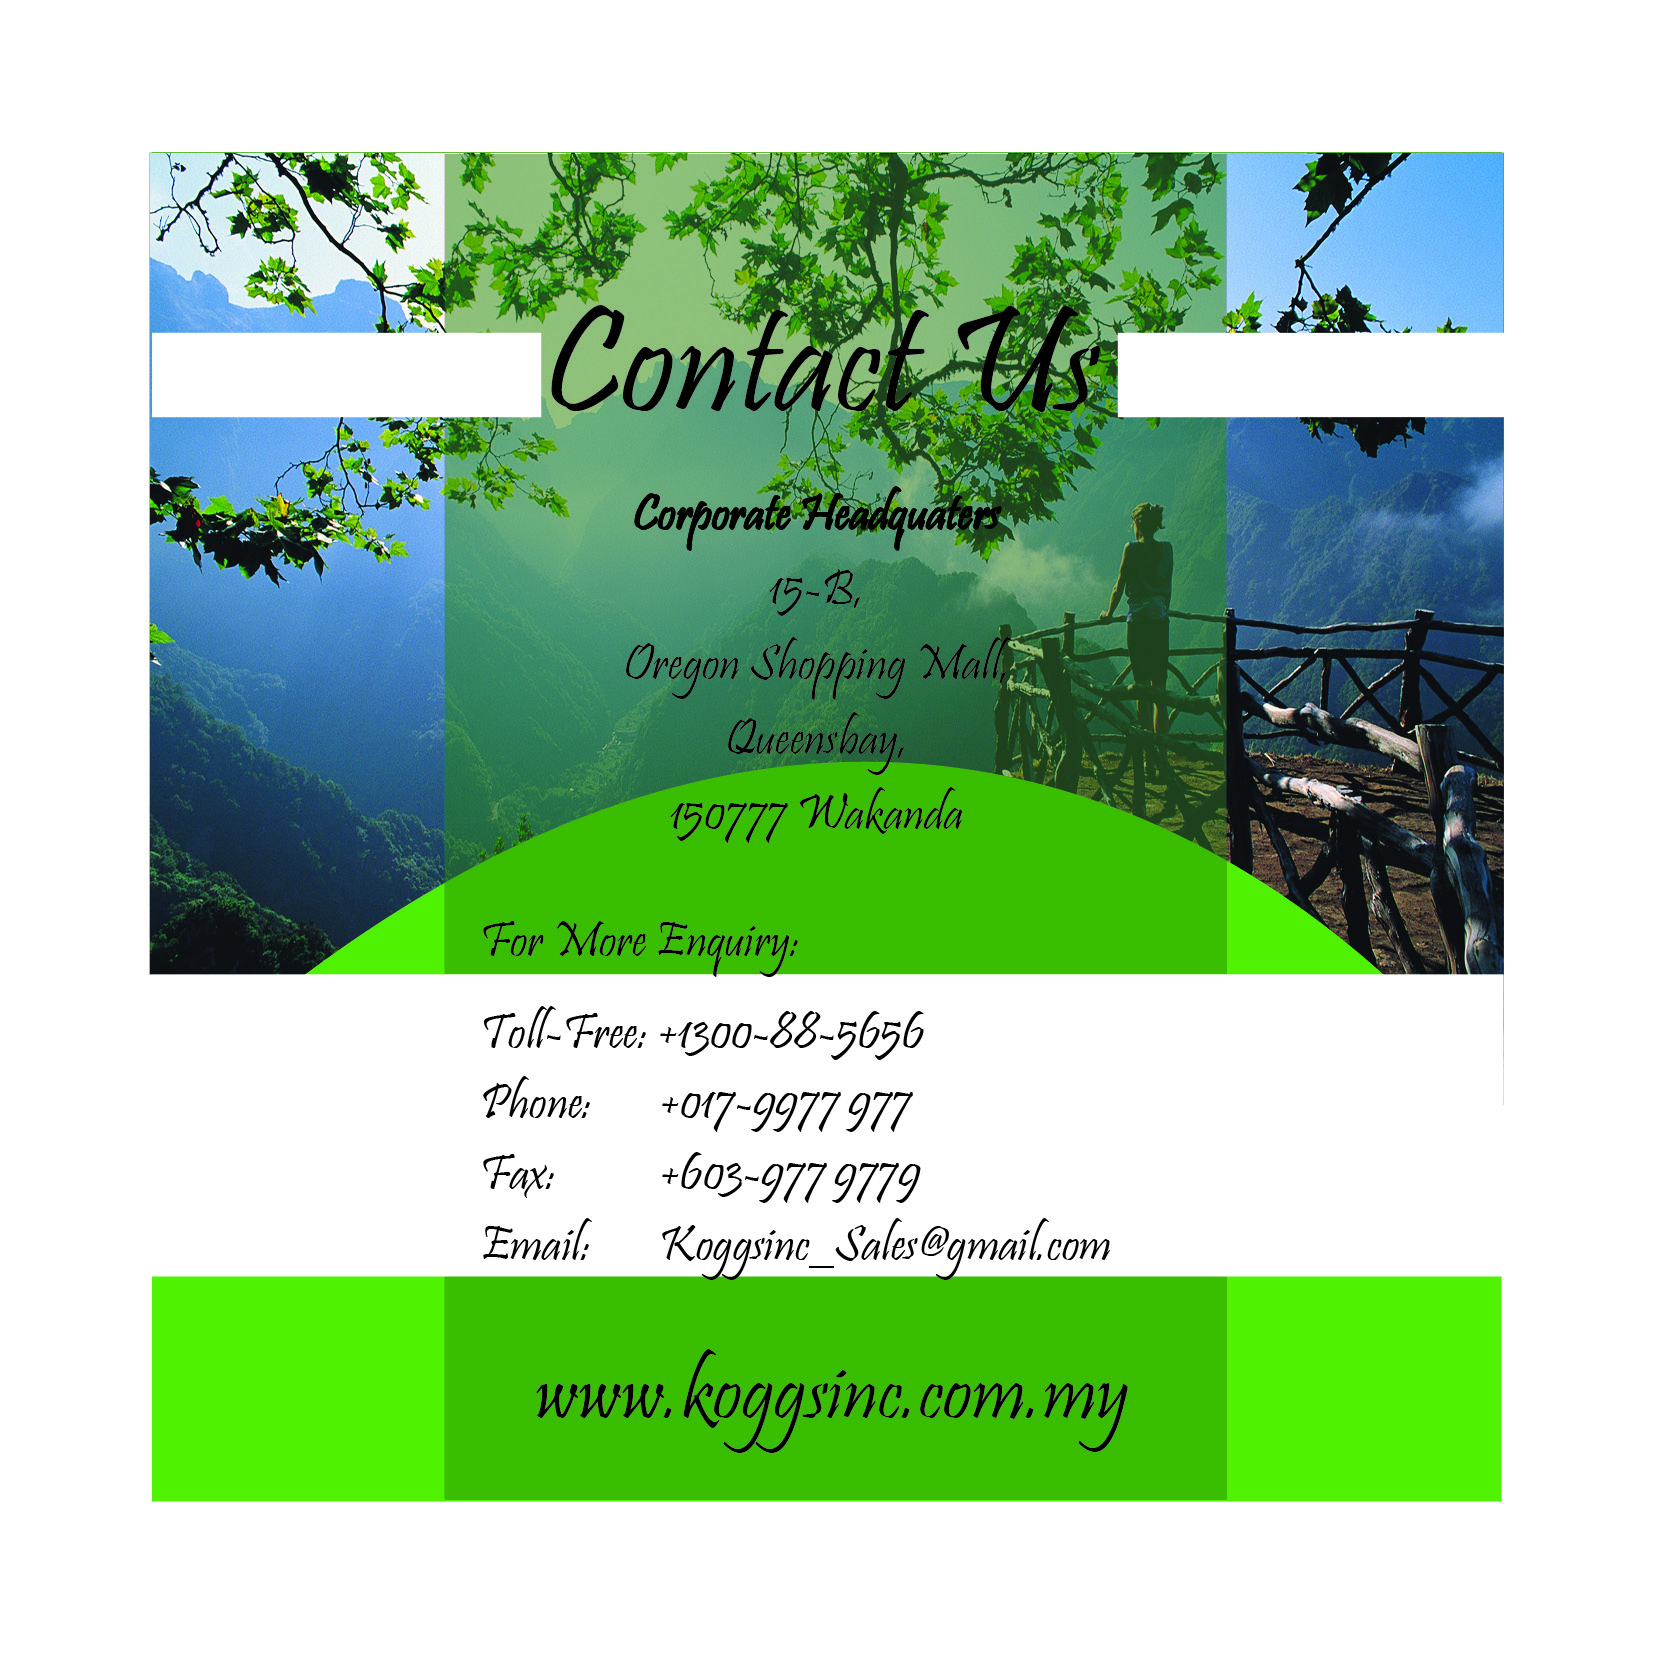 Contact Us
Corporate Headquaters
15-B,
Oregon Shopping Mall,
Queensbay,
150777 Wakanda
For More Enquiry:
Toll-Free: +1300-88-5656
Phone: +017-9977 977
Fax: +603-977 9779
Email: Koggsinc_Sales@gmail.com
www.koggsinc.com.my